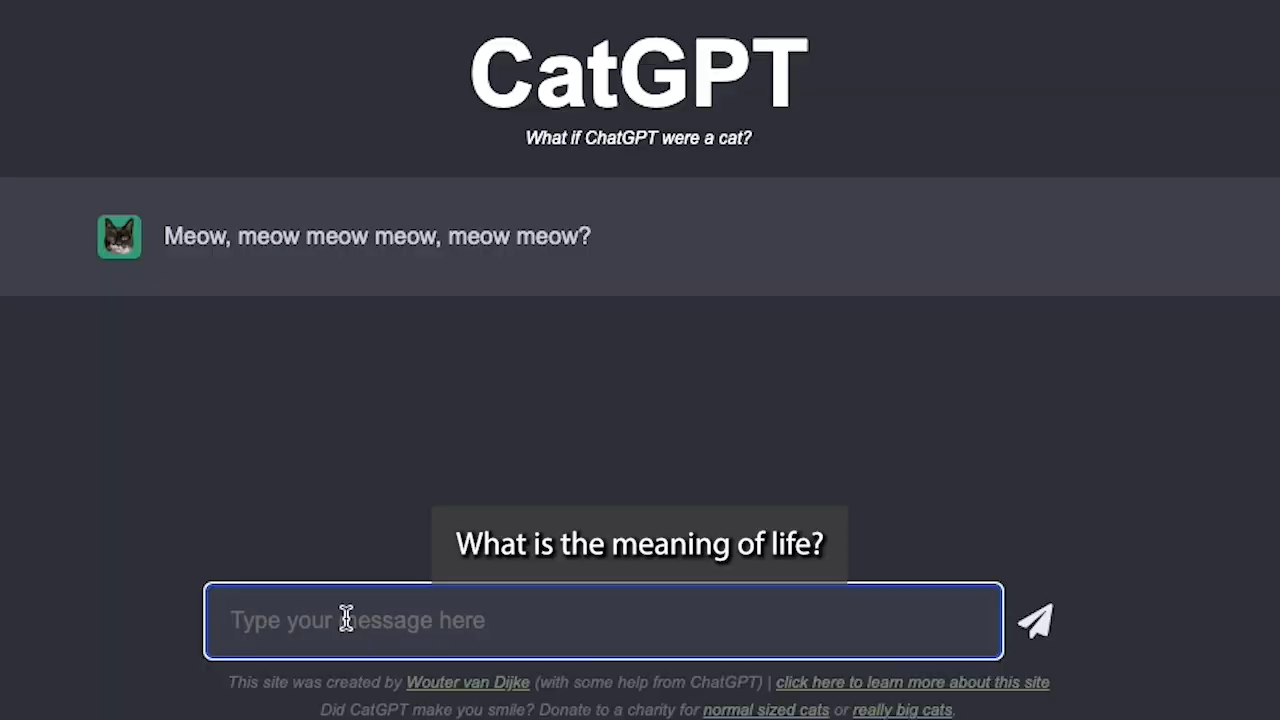 CatGPT
What if ChatGPT were a cat?
Meow, meow meow meow, meow meow?
What is the meaning of life?
Type your message here
This site was created by Wouter van Dijke (with some help from ChatGPT) | click here to learn more about this site
Did CatGPT make you smile? Donate to a charity for normal sized cats or really big cats.